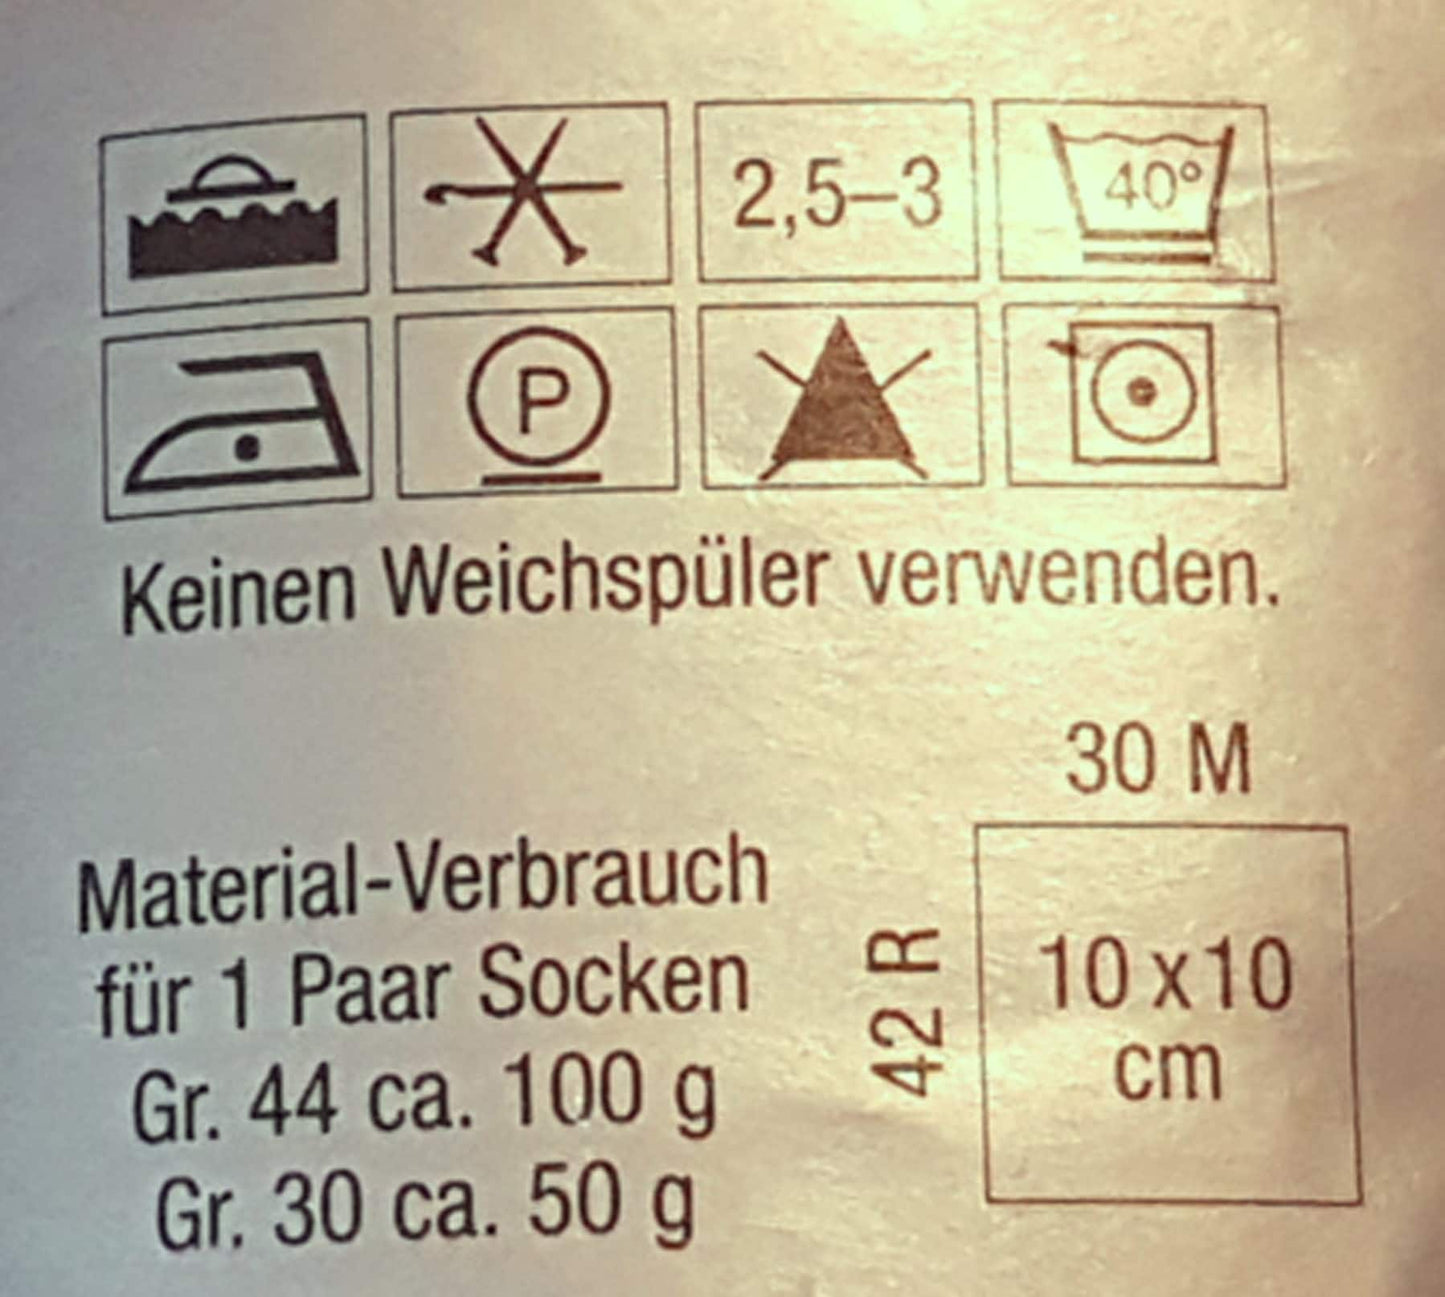 2,5–3
40°
P
Keinen Weichspüler verwenden.
30 M
Material-Verbrauch
für 1 Paar Socken
Gr. 44 ca. 100 g
Gr. 30 ca. 50 g
42 R
10 x 10
cm